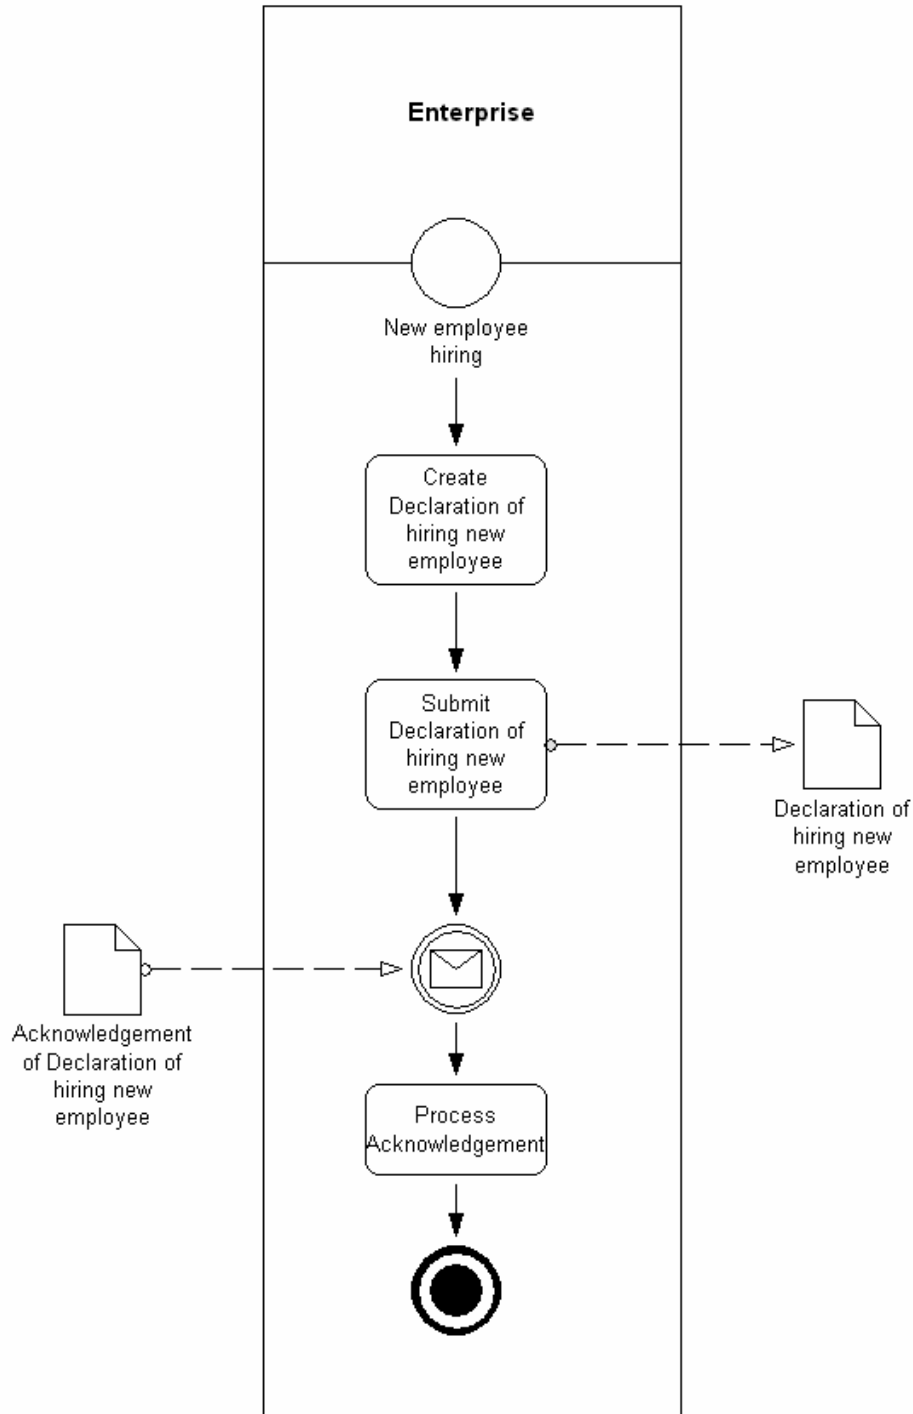 Enterprise
New employee
hiring
Create
Declaration of
hiring new
employee
Submit
Declaration of
hiring new
employee
Declaration of
hiring new
employee
Acknowledgement
of Declaration of
hiring new
employee
Process
Acknowledgement